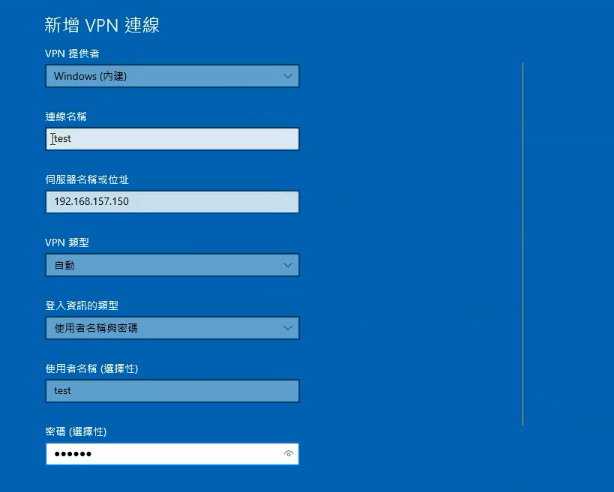 新增 VPN 連線
VPN 提供者
Windows (內建)
連線名稱
test
伺服器名稱或位址
192.168.157.150
VPN 類型
自動
登入資訊的類型
使用者名稱與密碼
使用者名稱 (選擇性)
test
密碼 (選擇性)
••••••